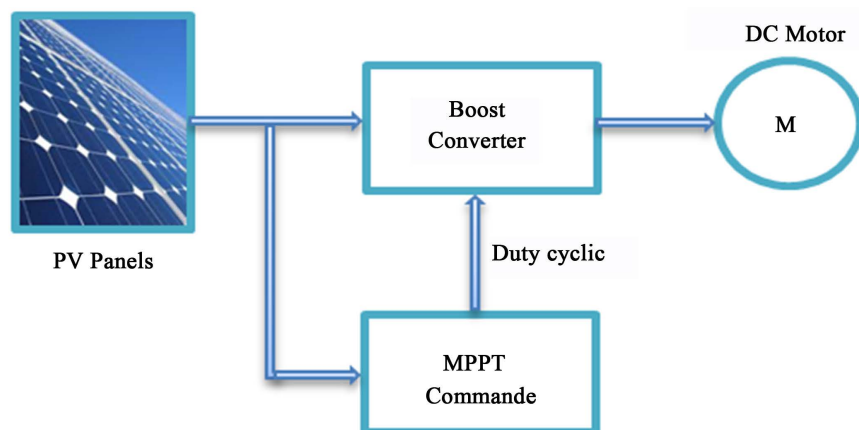 DC Motor
Boost
Converter
M
PV Panels
Duty cyclic
MPPT
Commande